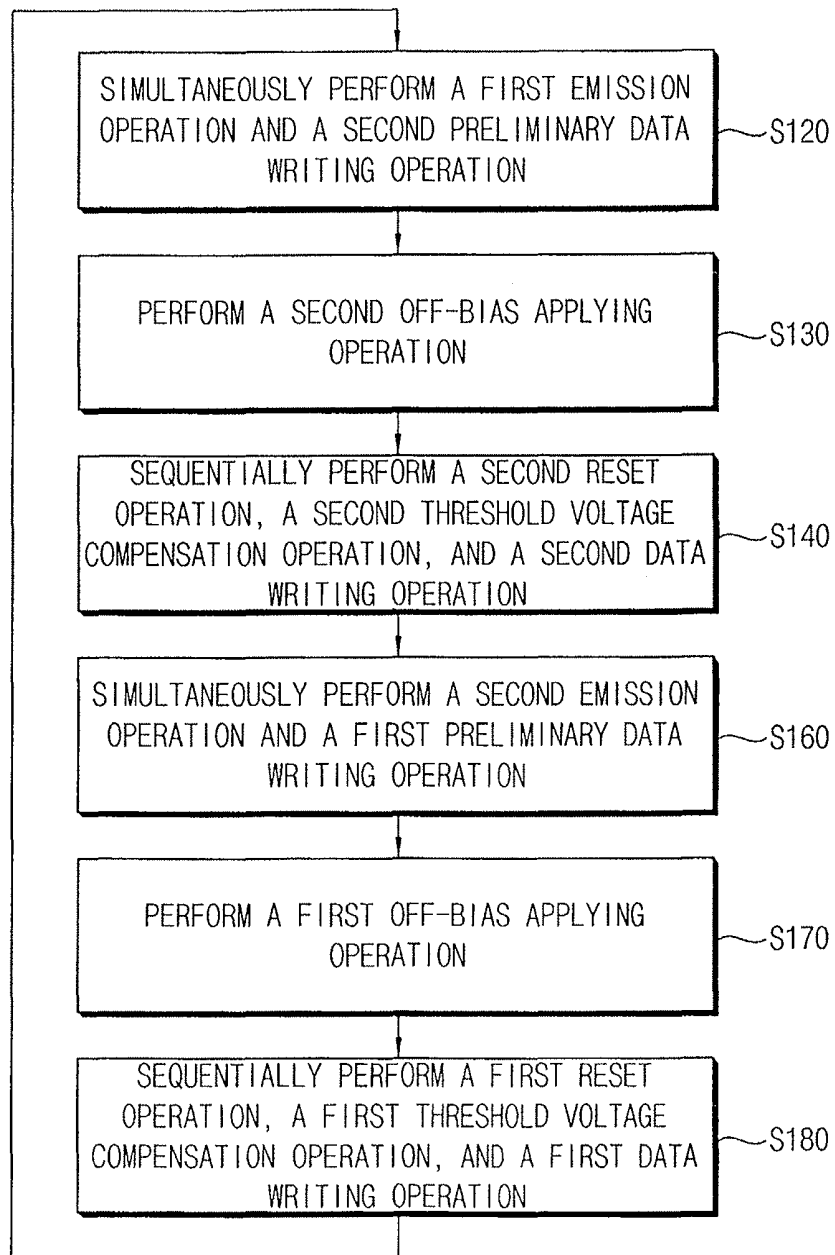 SIMULTANEOUSLY PERFORM A FIRST EMISSION
OPERATION AND A SECOND PRELIMINARY DATA
WRITING OPERATION
S120
PERFORM A SECOND OFF-BIAS APPLYING
OPERATION
S130
SEQUENTIALLY PERFORM A SECOND RESET
OPERATION, A SECOND THRESHOLD VOLTAGE
COMPENSATION OPERATION, AND A SECOND DATA
WRITING OPERATION
S140
SIMULTANEOUSLY PERFORM A SECOND EMISSION
OPERATION AND A FIRST PRELIMINARY DATA
WRITING OPERATION
S160
PERFORM A FIRST OFF-BIAS APPLYING
OPERATION
S170
SEQUENTIALLY PERFORM A FIRST RESET
OPERATION, A FIRST THRESHOLD VOLTAGE
COMPENSATION OPERATION, AND A FIRST DATA
WRITING OPERATION
S180